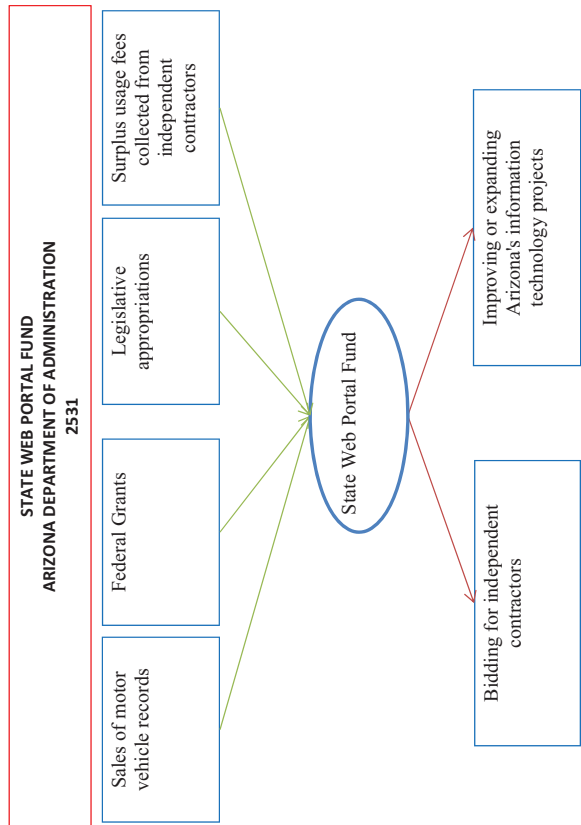 STATE WEB PORTAL FUND
ARIZONA DEPARTMENT OF ADMINISTRATION
2531
Sales of motor
vehicle records
Federal Grants
Legislative
appropriations
Surplus usage fees
collected from
independent
contractors
State Web Portal Fund
Bidding for independent
contractors
Improving or expanding
Arizona's information
technology projects